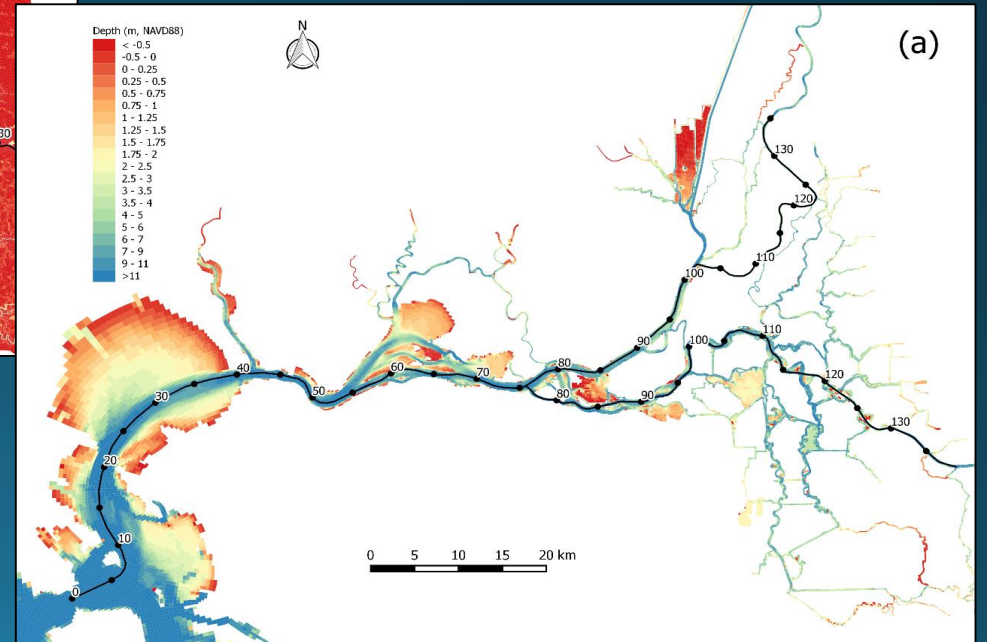 (a)
N
Depth (m, NAVD88)
< -0.5
-0.5 - 0
0 - 0.25
0.25 - 0.5
0.5 - 0.75
0.75 - 1
1 - 1.25
1.25 - 1.5
1.5 - 1.75
1.75 - 2
2 - 2.5
2.5 - 3
3 - 3.5
3.5 - 4
4 - 5
5 - 6
6 - 7
7 - 9
9 - 11
>11
30
130
120
110
100
90
80
100
110
120
130
90
80
70
60
50
40
30
20
10
0
0 5 10 15 20 km